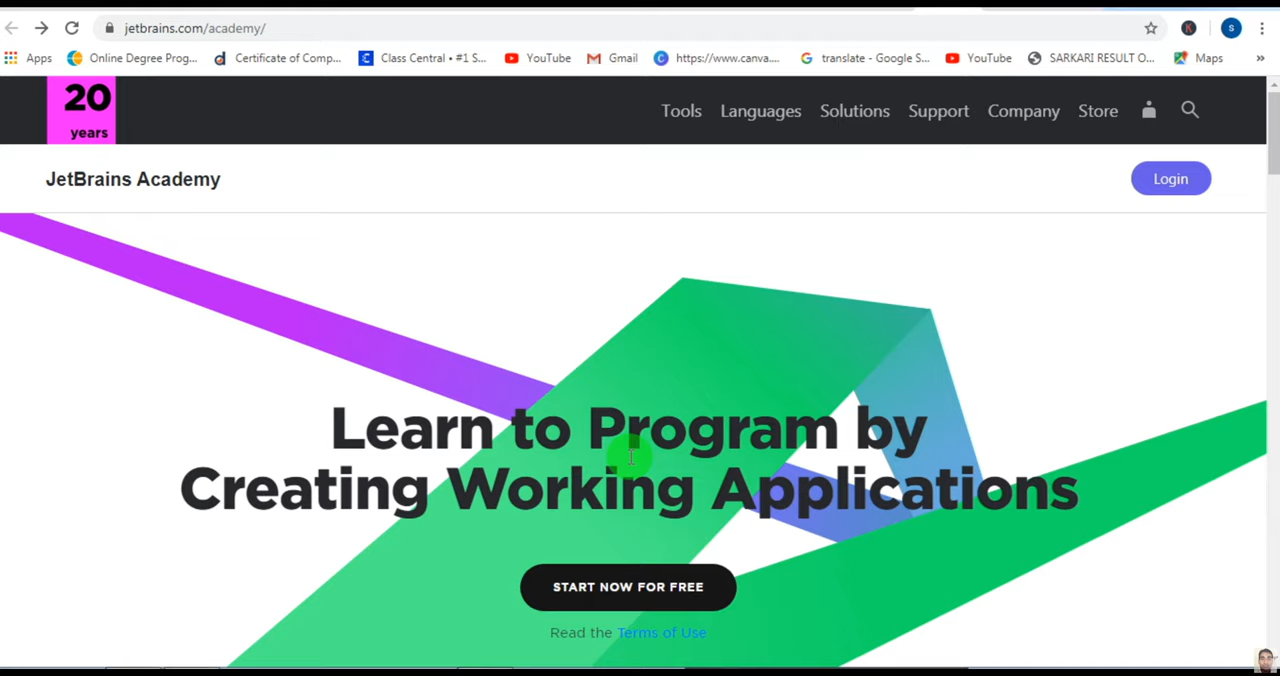 jetbrains.com/academy/
K
S
Apps
Online Degree Prog...
Certificate of Comp...
Class Central • #1 S...
YouTube
Gmail
https://www.canva....
translate - Google S...
YouTube
SARKARI RESULT O...
Maps
»
20
years
Tools
Languages
Solutions
Support
Company
Store
JetBrains Academy
Login
Learn to Program by
Creating Working Applications
START NOW FOR FREE
Read the Terms of Use